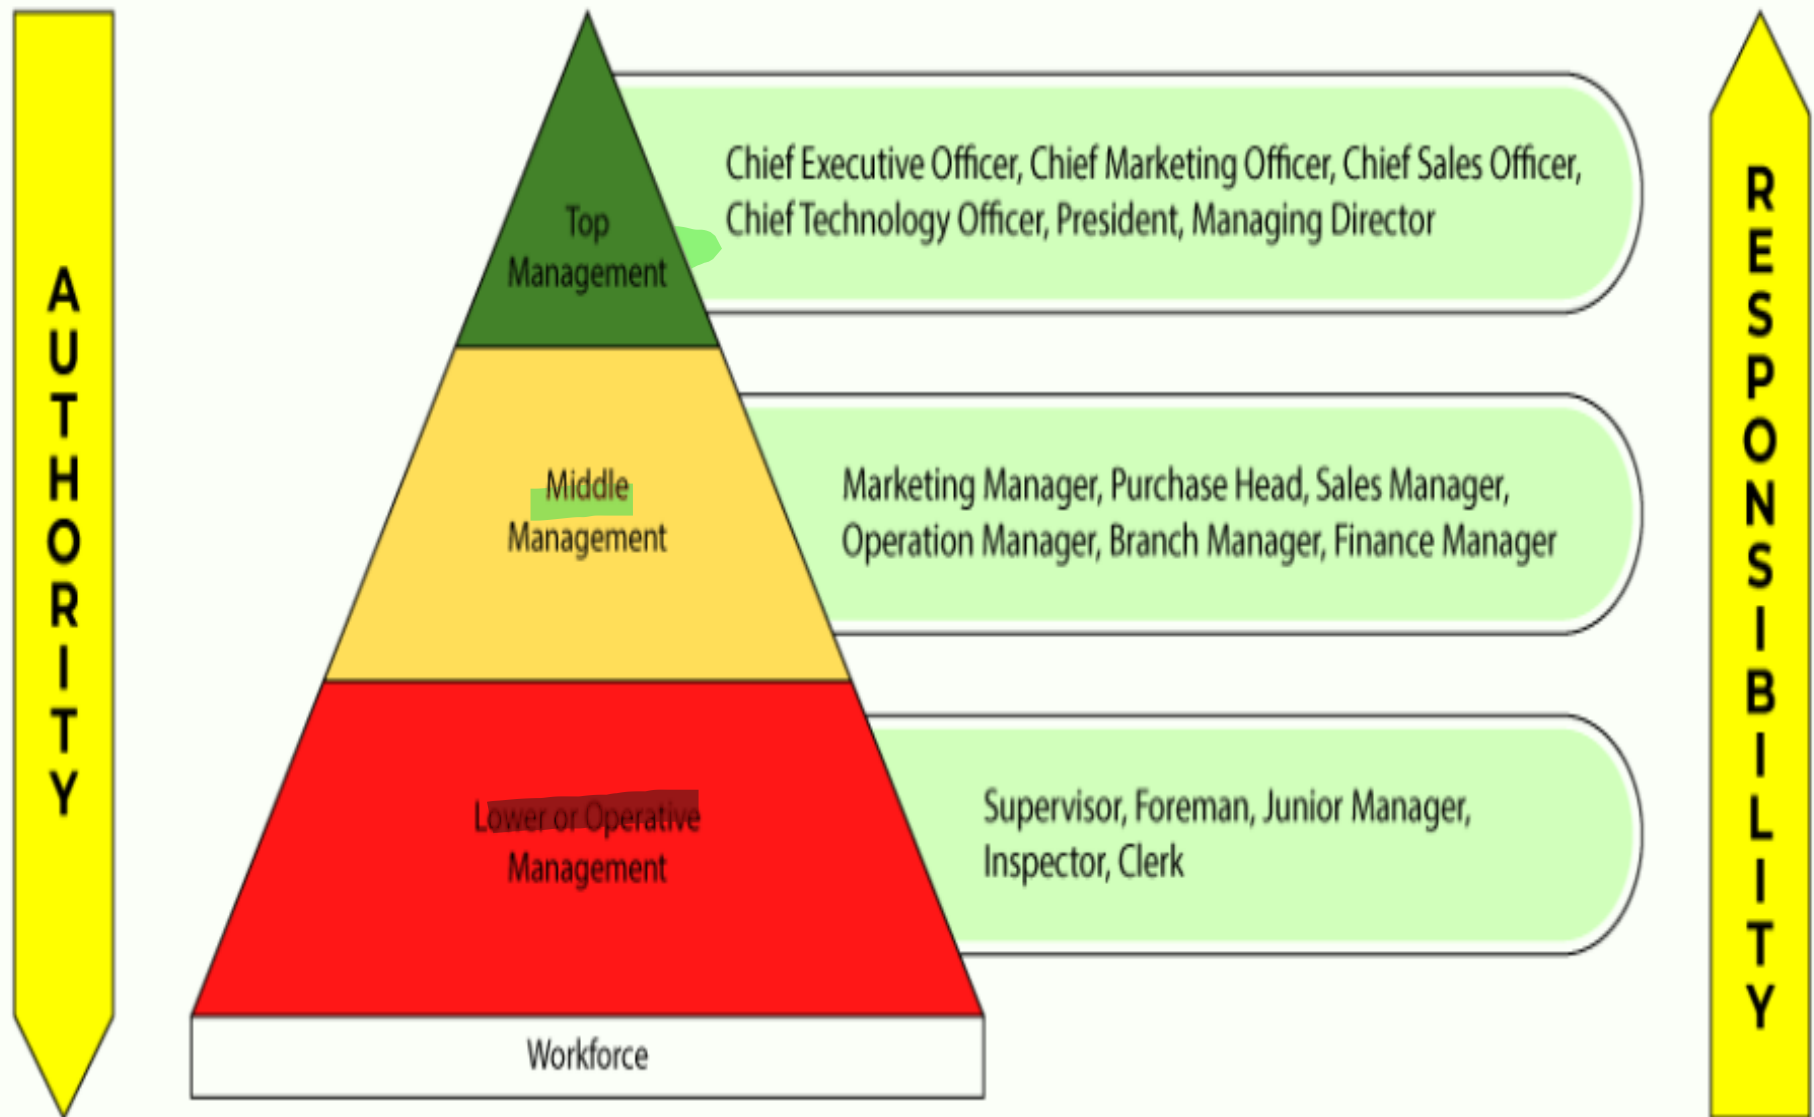 AUTHORITY
Top
Management
Chief Executive Officer, Chief Marketing Officer, Chief Sales Officer,
Chief Technology Officer, President, Managing Director
Middle
Management
Marketing Manager, Purchase Head, Sales Manager,
Operation Manager, Branch Manager, Finance Manager
Lower or Operative
Management
Supervisor, Foreman, Junior Manager,
Inspector, Clerk
Workforce
RESPONSIBILITY